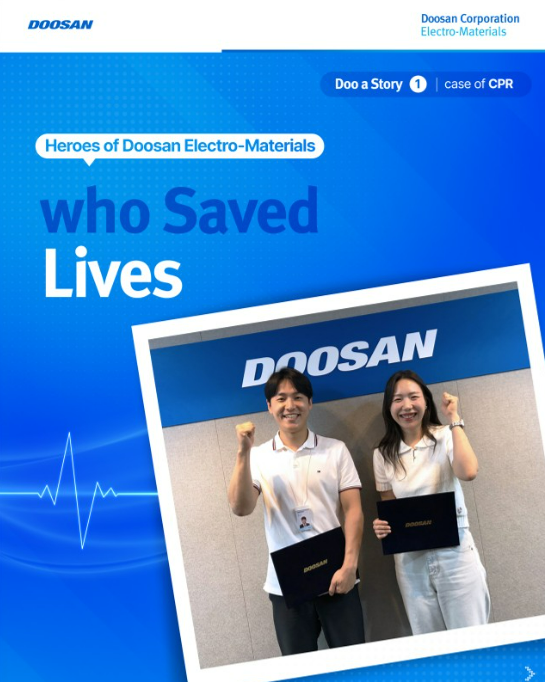 DOOSAN
Doosan Corporation
Electro-Materials
Doo a Story 1 | case of CPR
Heroes of Doosan Electro-Materials
who Saved
Lives
DOOSAN
DOOSAN
DOOSAN